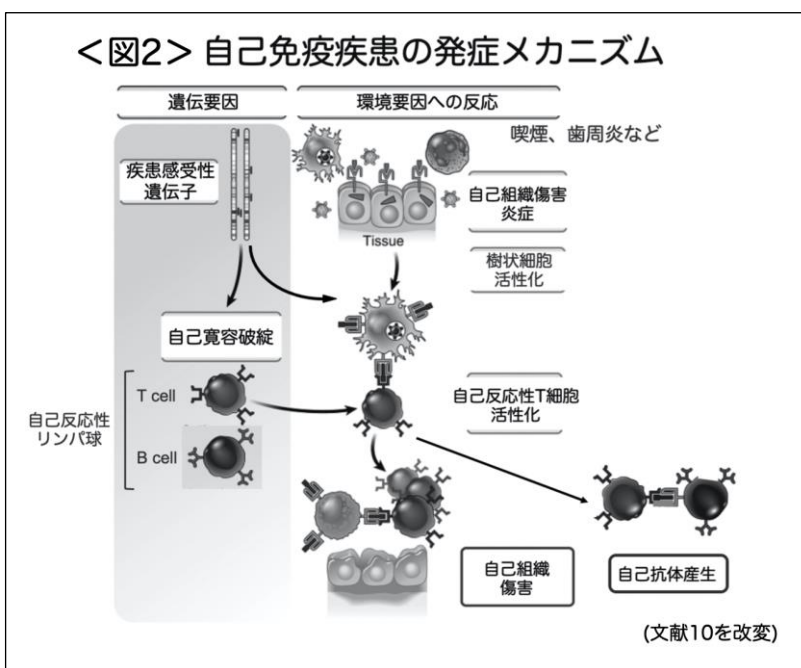 <図2> 自己免疫疾患の発症メカニズム
遺伝要因
環境要因への反応
喫煙、歯周炎など
疾患感受性
遺伝子
自己組織傷害
炎症
Tissue
樹状細胞
活性化
自己寛容破綻
自己反応性
リンパ球
T cell
B cell
自己反応性T細胞
活性化
自己組織
傷害
自己抗体産生
(文献10を改変)